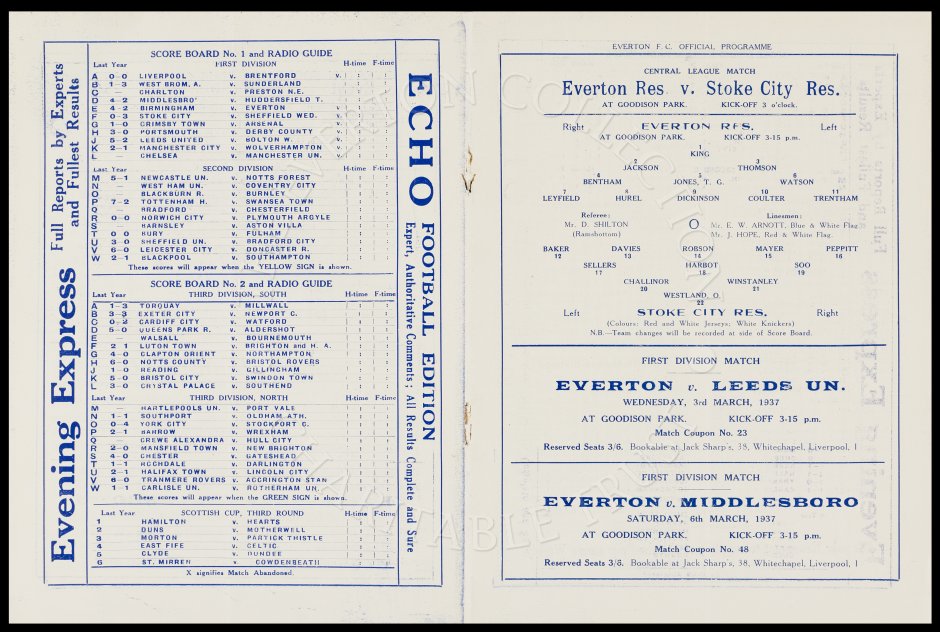 Full Reports by Experts
and Fullest Results
Evening Express
SCORE BOARD No. 1 and RADIO GUIDE
Last Year FIRST DIVISION H-time F-time
A 0-0 LIVERPOOL v. BRENTFORD
B 1-3 WEST BROM. A. v. SUNDERLAND
C — CHARLTON v. PRESTON N.E.
D 4-2 MIDDLESBRO' v. HUDDERSFIELD T.
E 4-2 BIRMINGHAM v. EVERTON
F 0-3 STOKE CITY v. SHEFFIELD WED.
G 1-0 GRIMSBY TOWN v. ARSENAL
H 3-0 PORTSMOUTH v. DERBY COUNTY
J 5-2 LEEDS UNITED v. BOLTON W.
K 2-1 MANCHESTER CITY v. WOLVERHAMPTON
L — CHELSEA v. MANCHESTER UN.
Last Year SECOND DIVISION H-time F-time
M 5-1 NEWCASTLE UN. v. NOTTS FOREST
N — WEST HAM UN. v. COVENTRY CITY
O BLACKBURN R. v. BURNLEY
P 7-2 TOTTENHAM H. v. SWANSEA TOWN
Q BRADFORD v. CHESTERFIELD
R 0-0 NORWICH CITY v. PLYMOUTH ARGYLE
S — BARNSLEY v. ASTON VILLA
T 0 0 BURY v. FULHAM
U 3-0 SHEFFIELD UN. v. BRADFORD CITY
V 6-0 LEICESTER CITY v. DONCASTER R.
W 2-1 BLACKPOOL v. SOUTHAMPTON
These scores will appear when the YELLOW SIGN is shown.
SCORE BOARD No. 2 and RADIO GUIDE
Last Year THIRD DIVISION, SOUTH H-time F-time
A 1-3 TORQUAY v. MILLWALL
B 3-3 EXETER CITY v. NEWPORT C.
C 0-2 CARDIFF CITY v. WATFORD
D 5-0 QUEENS PARK R. v. ALDERSHOT
E — WALSALL v. BOURNEMOUTH
F 2 1 LUTON TOWN v. BRIGHTON and H. A.
G 4-0 CLAPTON ORIENT v. NORTHAMPTON
H 6-0 NOTTS COUNTY v. BRISTOL ROVERS
J 1-0 READING v. GILLINGHAM
K 5-0 BRISTOL CITY v. SWINDON TOWN
L 3-0 CRYSTAL PALACE v. SOUTHEND
Last Year THIRD DIVISION, NORTH H-time F-time
M — HARTLEPOOLS UN. v. PORT VALE
N 1-1 SOUTHPORT v. OLDHAM ATH.
O 0-4 YORK CITY v. STOCKPORT C.
P 2-1 BARROW v. WREXHAM
Q — CREWE ALEXANDRA v. HULL CITY
R 2-0 MANSFIELD TOWN v. NEW BRIGHTON
S 4-0 CHESTER v. GATESHEAD
T 1-1 ROCHDALE v. DARLINGTON
U 2-1 HALIFAX TOWN v. LINCOLN CITY
V 6-0 TRANMERE ROVERS v. ACCRINGTON STAN
W 1-1 CARLISLE UN. v. ROTHERHAM UN.
These scores will appear when the GREEN SIGN is shown.
Last Year SCOTTISH CUP, THIRD ROUND H-time F-time
1 HAMILTON v. HEARTS
2 DUNS v. MOTHERWELL
3 MORTON v. PARTICK THISTLE
4 EAST FIFE v. CELTIC
5 CLYDE v. DUNDEE
6 ST. MIRREN v. COWDENBEATH
X signifies Match Abandoned.
ECHO FOOTBALL EDITION
Expert, Authoritative Comments; All Results Complete and Sure
EVERTON F.C. OFFICIAL PROGRAMME
CENTRAL LEAGUE MATCH
Everton Res v. Stoke City Res.
AT GOODISON PARK. KICK-OFF 3 o'clock.
Right EVERTON RES. Left
AT GOODISON PARK. KICK-OFF 3-15 p.m.
1
KING
2 3
JACKSON THOMSON
4 5 6
BENTHAM JONES, T. G. WATSON
7 8 9 10 11
LEYFIELD HUREL DICKINSON COULTER TRENTHAM
Referee: Linesmen:
Mr. D. SHILTON O Mr. E. W. ARNOTT, Blue & White Flag
(Ramsbottom) Mr. J. HOPE, Red & White Flag.
BAKER DAVIES ROBSON MAYER PEPPITT
12 13 14 15 16
SELLERS HARBOT SOO
17 18 19
CHALLINOR WINSTANLEY
20 21
WESTLAND, O.
22
Left STOKE CITY RES. Right
(Colours: Red and White Jerseys; White Knickers)
N.B.—Team changes will be recorded at side of Score Board.
FIRST DIVISION MATCH
EVERTON v. LEEDS UN.
WEDNESDAY, 3rd MARCH, 1937
AT GOODISON PARK. KICK-OFF 3-15 p.m.
Match Coupon No. 23
Reserved Seats 3/6. Bookable at Jack Sharp's, 38, Whitechapel, Liverpool, 1
FIRST DIVISION MATCH
EVERTON v. MIDDLESBORO
SATURDAY, 6th MARCH, 1937
AT GOODISON PARK. KICK-OFF 3-15 p.m.
Match Coupon No. 48
Reserved Seats 3/6. Bookable at Jack Sharp's, 38, Whitechapel, Liverpool, 1